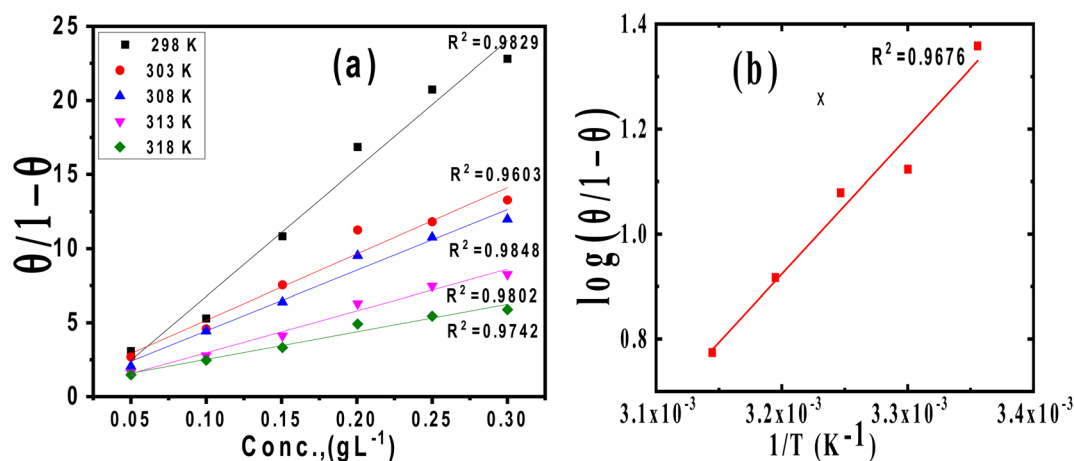 (a)
298 K
303 K
308 K
313 K
318 K
R²=0.9829
R²=0.9603
R²=0.9848
R²=0.9802
R²=0.9742
θ/1−θ
25
20
15
10
5
0
0.05 0.10 0.15 0.20 0.25 0.30
Conc.,(gL⁻¹)
(b)
R²=0.9676
x
log(θ/1−θ)
1.4
1.2
1.0
0.8
3.1x10⁻³ 3.2x10⁻³ 3.3x10⁻³ 3.4x10⁻³
1/T (K⁻¹)